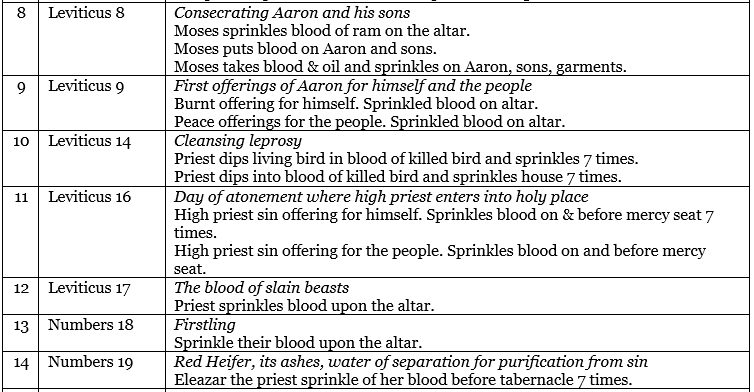 8 Leviticus 8 Consecrating Aaron and his sons
Moses sprinkles blood of ram on the altar.
Moses puts blood on Aaron and sons.
Moses takes blood & oil and sprinkles on Aaron, sons, garments.
9 Leviticus 9 First offerings of Aaron for himself and the people
Burnt offering for himself. Sprinkled blood on altar.
Peace offerings for the people. Sprinkled blood on altar.
10 Leviticus 14 Cleansing leprosy
Priest dips living bird in blood of killed bird and sprinkles 7 times.
Priest dips into blood of killed bird and sprinkles house 7 times.
11 Leviticus 16 Day of atonement where high priest enters into holy place
High priest sin offering for himself. Sprinkles blood on & before mercy seat 7
times.
High priest sin offering for the people. Sprinkles blood on and before mercy
seat.
12 Leviticus 17 The blood of slain beasts
Priest sprinkles blood upon the altar.
13 Numbers 18 Firstling
Sprinkle their blood upon the altar.
14 Numbers 19 Red Heifer, its ashes, water of separation for purification from sin
Eleazar the priest sprinkle of her blood before tabernacle 7 times.